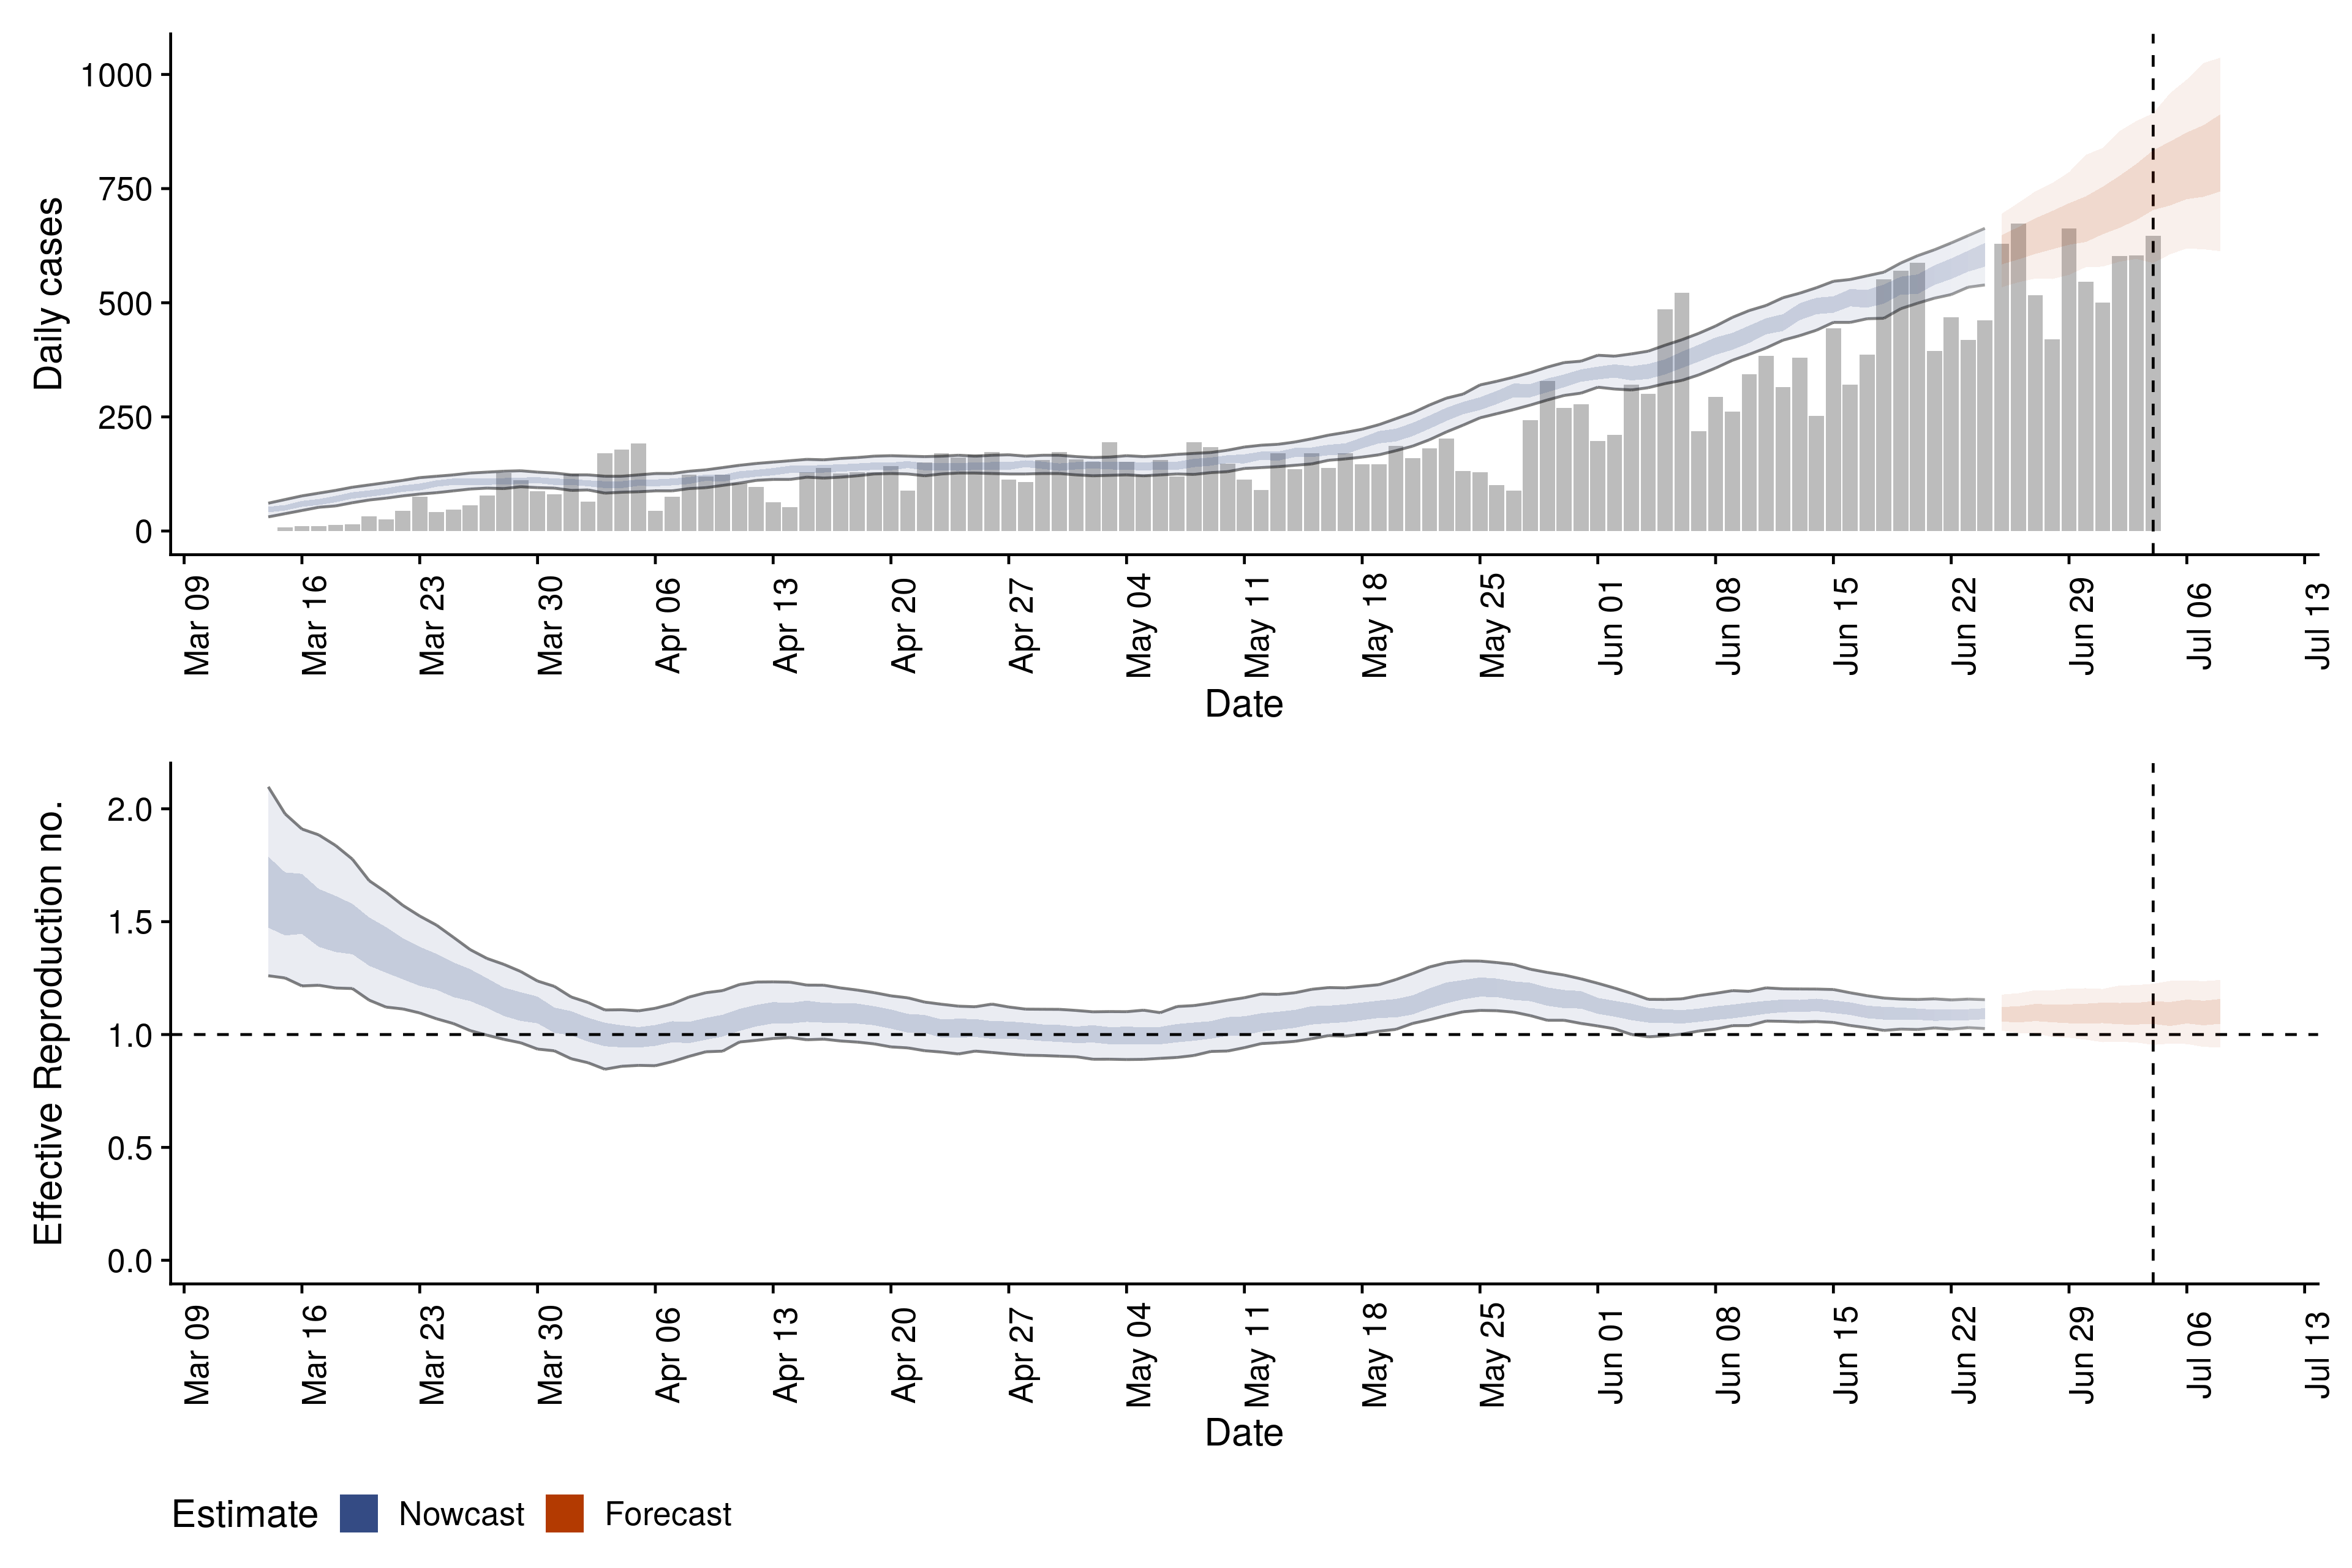 Daily cases
1000
750
500
250
0
Mar 09
Mar 16
Mar 23
Mar 30
Apr 06
Apr 13
Apr 20
Apr 27
May 04
May 11
May 18
May 25
Jun 01
Jun 08
Jun 15
Jun 22
Jun 29
Jul 06
Jul 13
Date
Effective Reproduction no.
2.0
1.5
1.0
0.5
0.0
Mar 09
Mar 16
Mar 23
Mar 30
Apr 06
Apr 13
Apr 20
Apr 27
May 04
May 11
May 18
May 25
Jun 01
Jun 08
Jun 15
Jun 22
Jun 29
Jul 06
Jul 13
Date
Estimate Nowcast Forecast